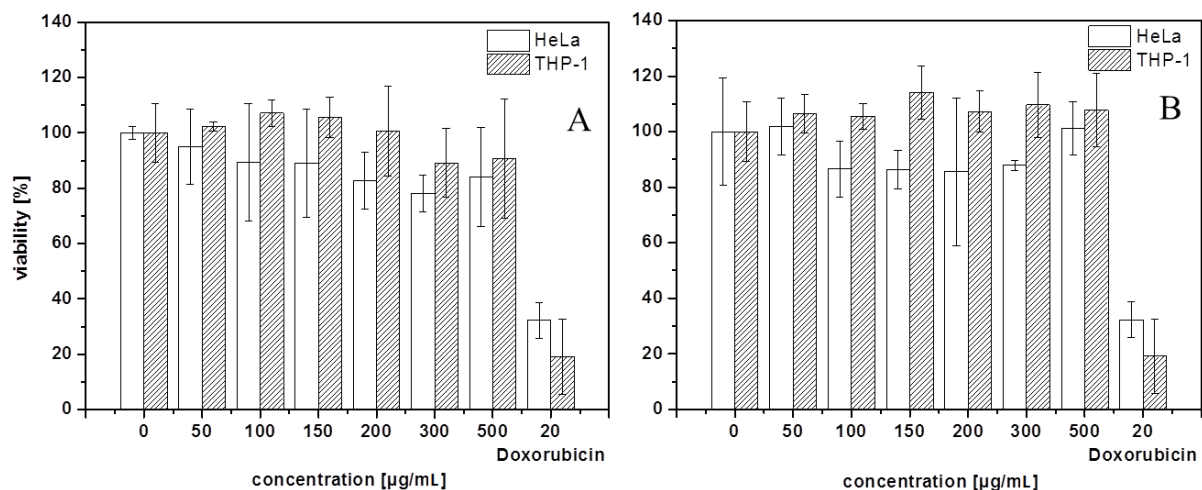 140
120
100
80
60
40
20
0
viability [%]
HeLa
THP-1
A
0 50 100 150 200 300 500 20
Doxorubicin
concentration [µg/mL]
140
120
100
80
60
40
20
0
HeLa
THP-1
B
0 50 100 150 200 300 500 20
Doxorubicin
concentration [µg/mL]